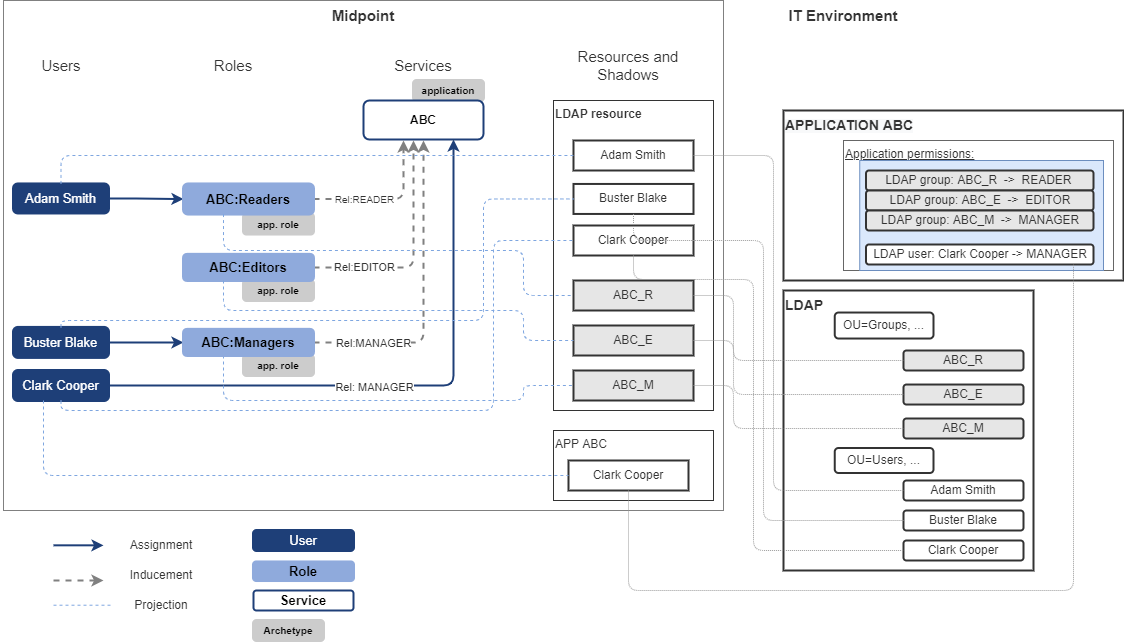 Midpoint
IT Environment
Users
Roles
Services
Resources and
Shadows
application
ABC
LDAP resource
Adam Smith
Buster Blake
Clark Cooper
ABC_R
ABC_E
ABC_M
APP ABC
Clark Cooper
Adam Smith
ABC:Readers
app. role
Rel:READER
ABC:Editors
app. role
Rel:EDITOR
Buster Blake
ABC:Managers
app. role
Rel:MANAGER
Clark Cooper
Rel: MANAGER
APPLICATION ABC
Application permissions:
LDAP group: ABC_R -> READER
LDAP group: ABC_E -> EDITOR
LDAP group: ABC_M -> MANAGER
LDAP user: Clark Cooper -> MANAGER
LDAP
OU=Groups, ...
ABC_R
ABC_E
ABC_M
OU=Users, ...
Adam Smith
Buster Blake
Clark Cooper
Assignment
Inducement
Projection
User
Role
Service
Archetype